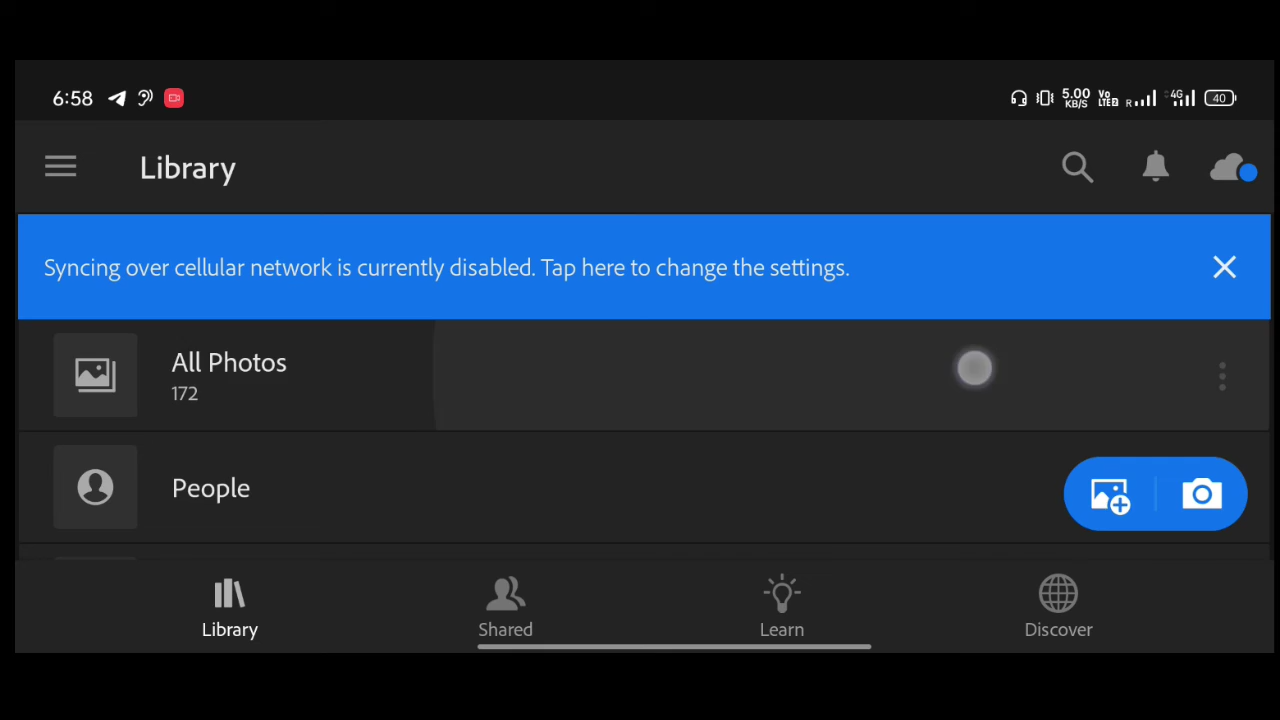 6:58 5.00 KB/S Vo LTE2 R 4G 40
Library
Syncing over cellular network is currently disabled. Tap here to change the settings.
All Photos
172
People
Library Shared Learn Discover